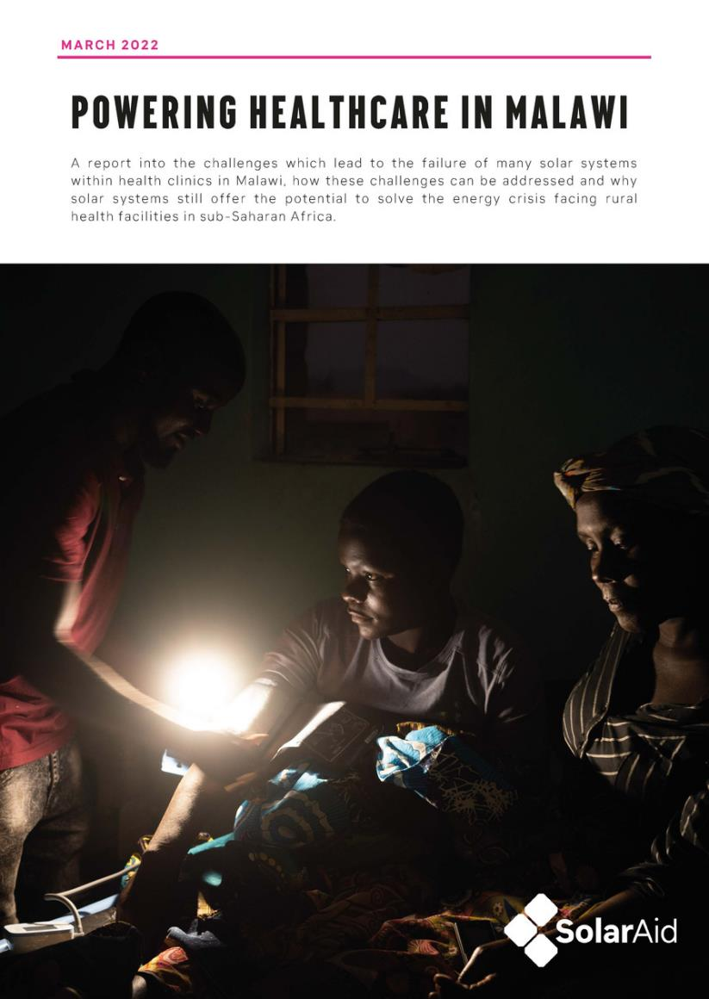 MARCH 2022
POWERING HEALTHCARE IN MALAWI
A report into the challenges which lead to the failure of many solar systems
within health clinics in Malawi, how these challenges can be addressed and why
solar systems still offer the potential to solve the energy crisis facing rural
health facilities in sub-Saharan Africa.
SolarAid